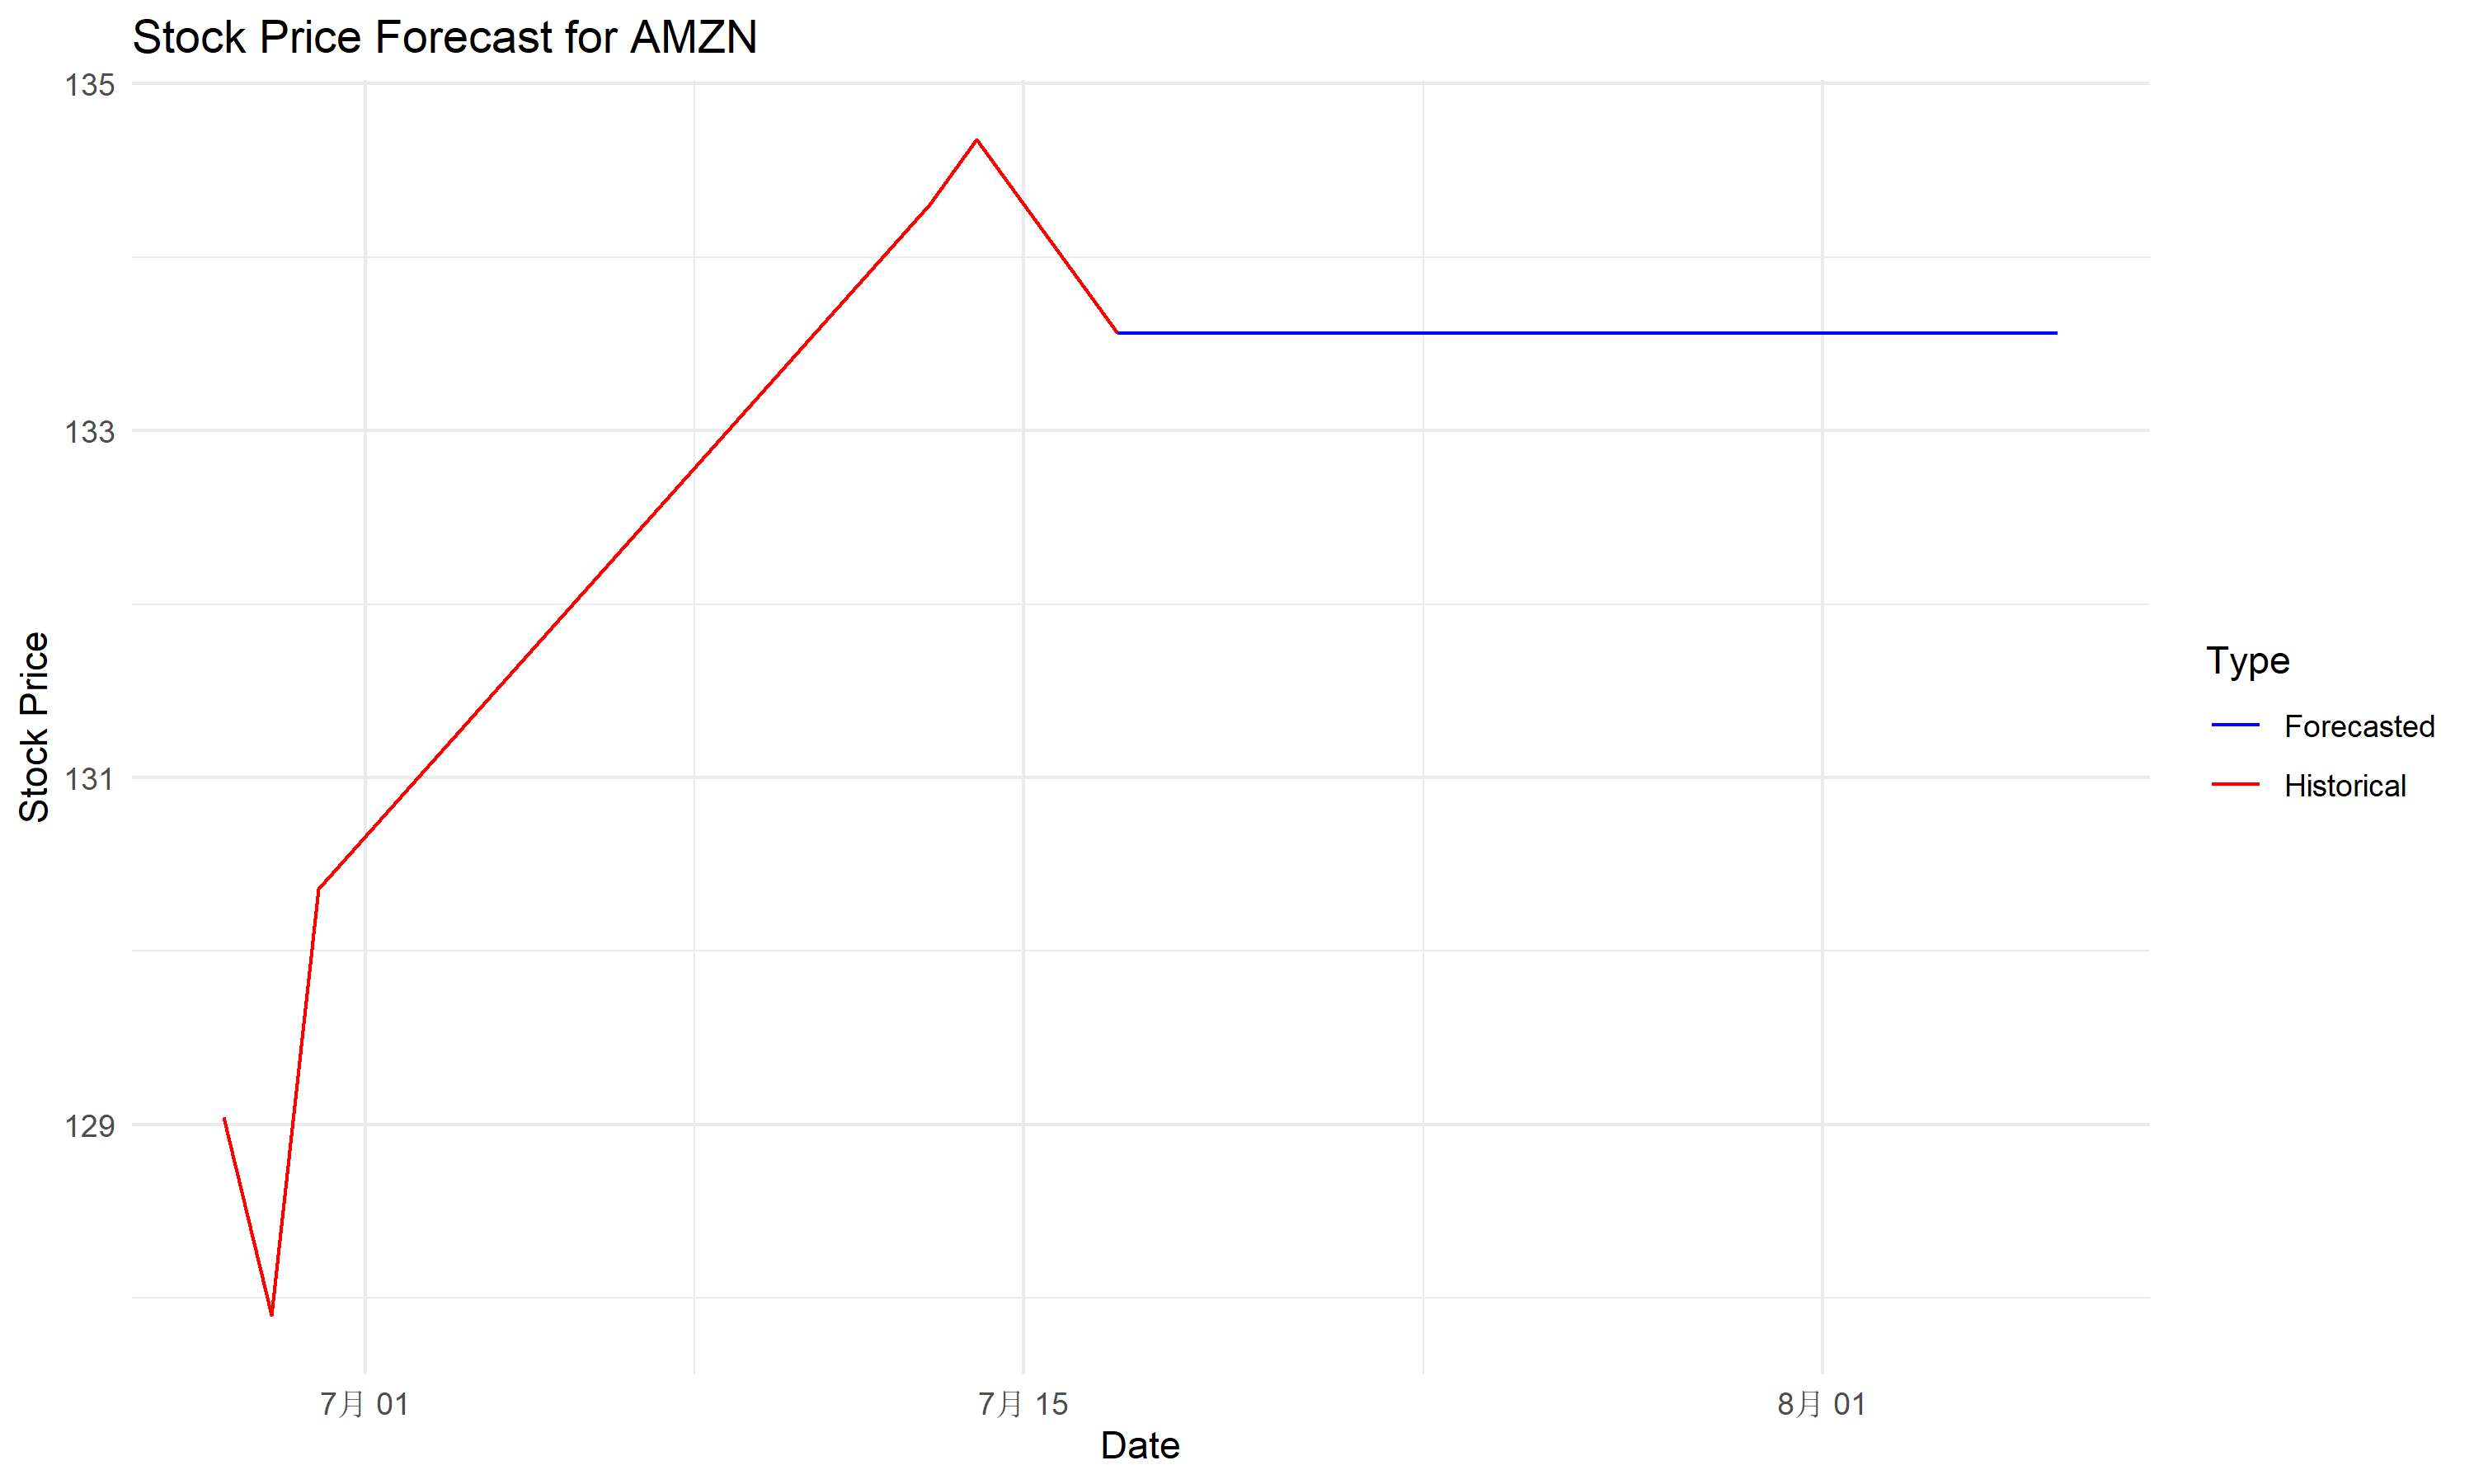 Stock Price Forecast for AMZN
135
133
131
129
Stock Price
7月 01
7月 15
8月 01
Date
Type
Forecasted
Historical